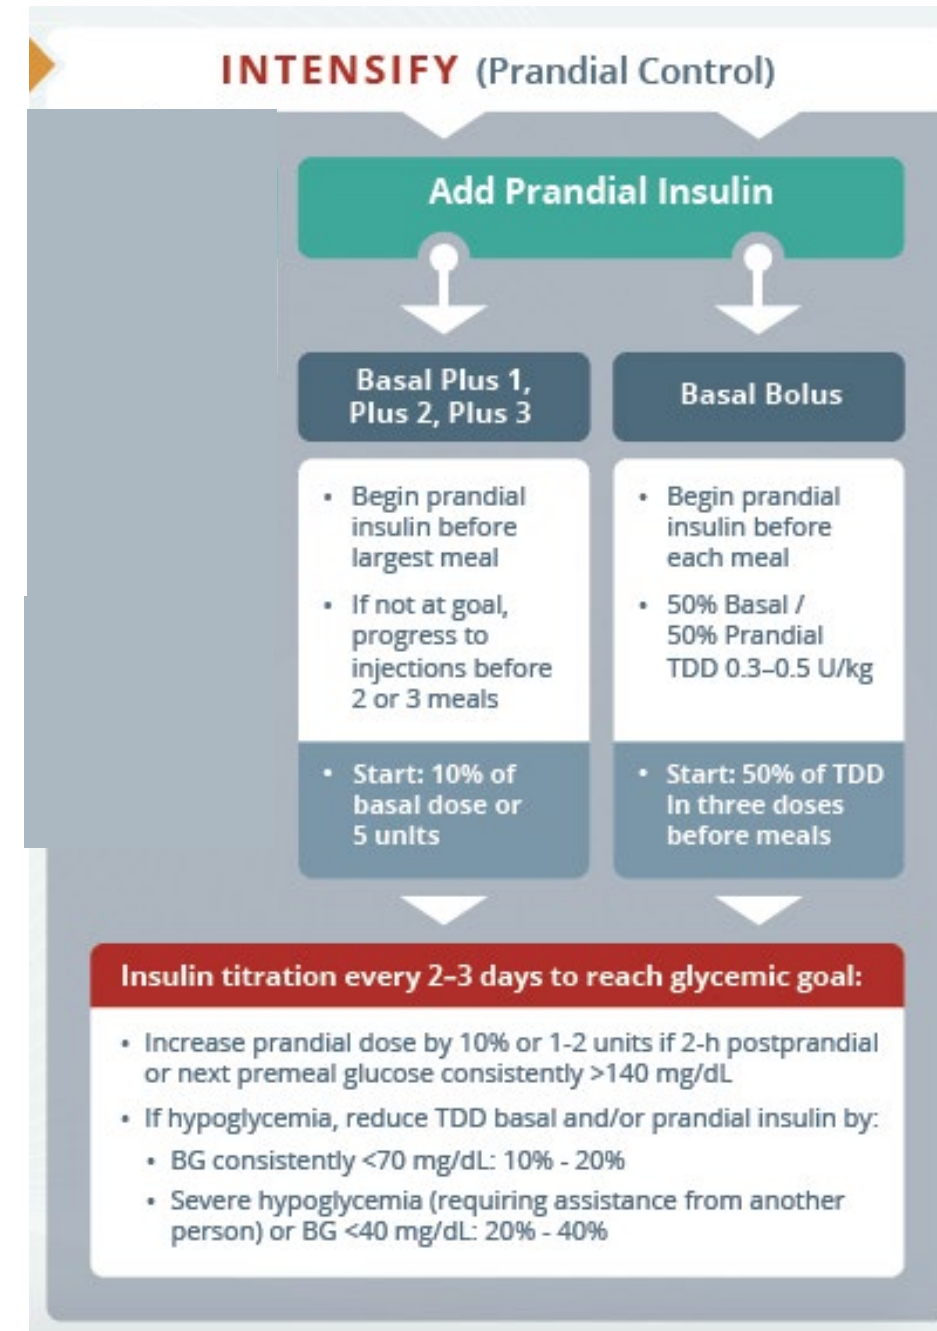 INTENSIFY (Prandial Control)
Add Prandial Insulin
Basal Plus 1,
Plus 2, Plus 3
• Begin prandial
insulin before
largest meal
• If not at goal,
progress to
injections before
2 or 3 meals
• Start: 10% of
basal dose or
5 units
Basal Bolus
• Begin prandial
insulin before
each meal
• 50% Basal /
50% Prandial
TDD 0.3–0.5 U/kg
• Start: 50% of TDD
in three doses
before meals
Insulin titration every 2–3 days to reach glycemic goal:
• Increase prandial dose by 10% or 1-2 units if 2-h postprandial
or next premeal glucose consistently >140 mg/dL
• If hypoglycemia, reduce TDD basal and/or prandial insulin by:
• BG consistently <70 mg/dL: 10% - 20%
• Severe hypoglycemia (requiring assistance from another
person) or BG <40 mg/dL: 20% - 40%